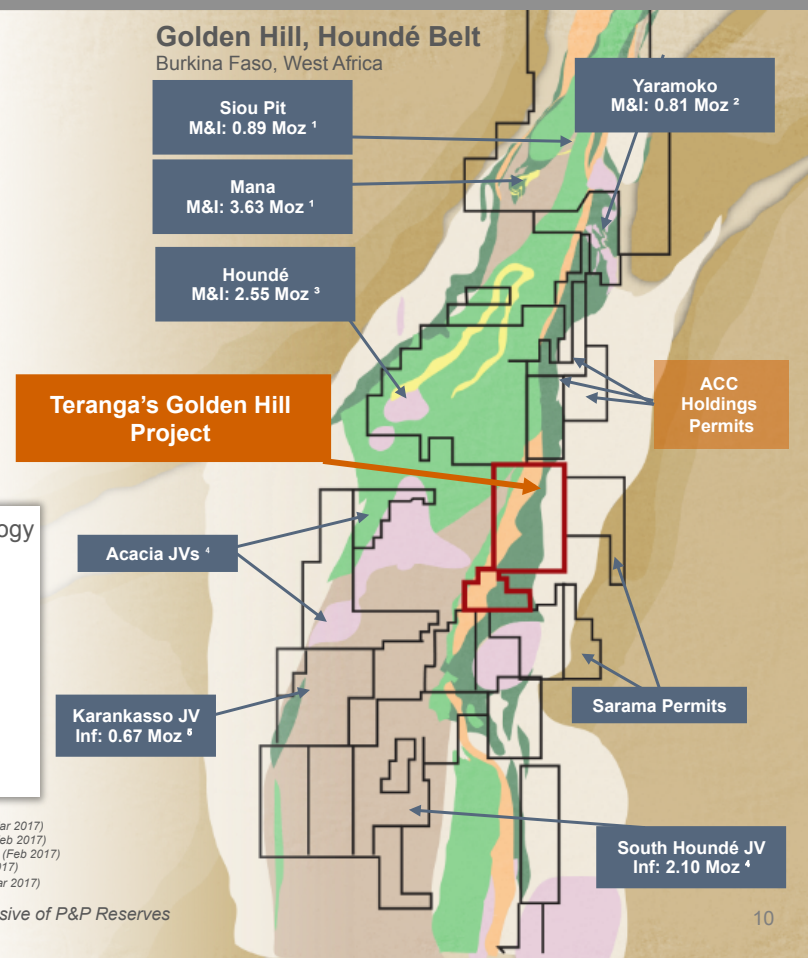 Golden Hill, Houndé Belt
Burkina Faso, West Africa
Siou Pit
M&I: 0.89 Moz ¹
Yaramoko
M&I: 0.81 Moz ²
Mana
M&I: 3.63 Moz ¹
Houndé
M&I: 2.55 Moz ³
ACC
Holdings
Permits
Teranga's Golden Hill
Project
ogy
Acacia JVs ⁴
Karankasso JV
Inf: 0.67 Moz ⁵
Sarama Permits
South Houndé JV
Inf: 2.10 Moz ⁴
ar 2017)
eb 2017)
(Feb 2017)
2017)
ar 2017)
sive of P&P Reserves
10